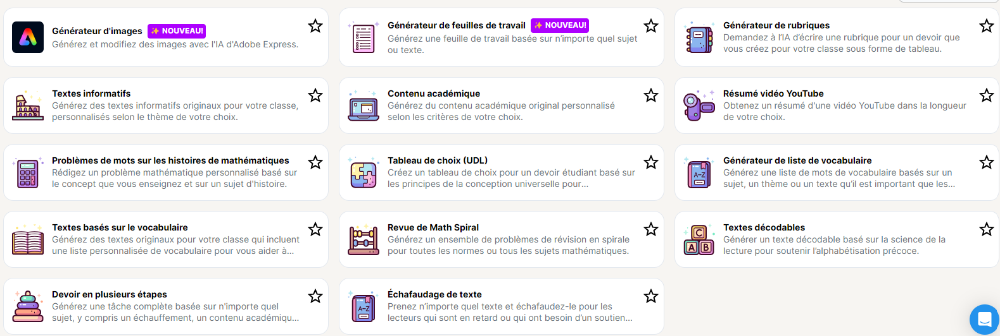 Générateur d'images ✨ NOUVEAU!
Générez et modifiez des images avec l'IA d'Adobe Express.
Générateur de feuilles de travail ✨ NOUVEAU!
Générez une feuille de travail basée sur n'importe quel sujet
ou texte.
Générateur de rubriques
Demandez à l'IA d'écrire une rubrique pour un devoir que
vous créez pour votre classe sous forme de tableau.
Textes informatifs
Générez des textes informatifs originaux pour votre classe,
personnalisés selon le thème de votre choix.
Contenu académique
Générez du contenu académique original personnalisé
selon les critères de votre choix.
Résumé vidéo YouTube
Obtenez un résumé d'une vidéo YouTube dans la longueur
de votre choix.
Problèmes de mots sur les histoires de mathématiques
Rédigez un problème mathématique personnalisé basé sur
le concept que vous enseignez et sur un sujet d'histoire.
Tableau de choix (UDL)
Créez un tableau de choix pour un devoir étudiant basé sur
les principes de la conception universelle pour...
A-Z
Générateur de liste de vocabulaire
Générez une liste de mots de vocabulaire basés sur un
sujet, un thème ou un texte qu'il est important que les...
Textes basés sur le vocabulaire
Générez des textes originaux pour votre classe qui incluent
une liste personnalisée de vocabulaire pour vous aider à...
Revue de Math Spiral
Générez un ensemble de problèmes de révision en spirale
pour toutes les normes ou tous les sujets mathématiques.
C
A B
Textes décodables
Générer un texte décodable basé sur la science de la
lecture pour soutenir l'alphabétisation précoce.
Devoir en plusieurs étapes
Générez une tâche complète basée sur n'importe quel
sujet, y compris un échauffement, un contenu académiqu...
A-Z
Échafaudage de texte
Prenez n'importe quel texte et échafaudez-le pour les
lecteurs qui sont en retard ou qui ont besoin d'un soutien...